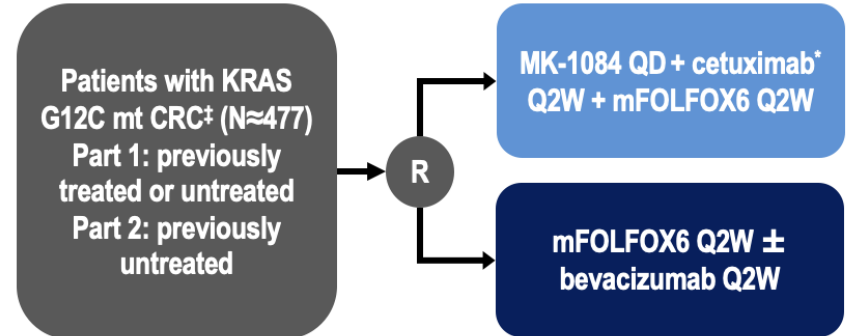 Patients with KRAS
G12C mt CRC‡ (N≈477)
Part 1: previously
treated or untreated
Part 2: previously
untreated
R
MK-1084 QD + cetuximab*
Q2W + mFOLFOX6 Q2W
mFOLFOX6 Q2W ±
bevacizumab Q2W